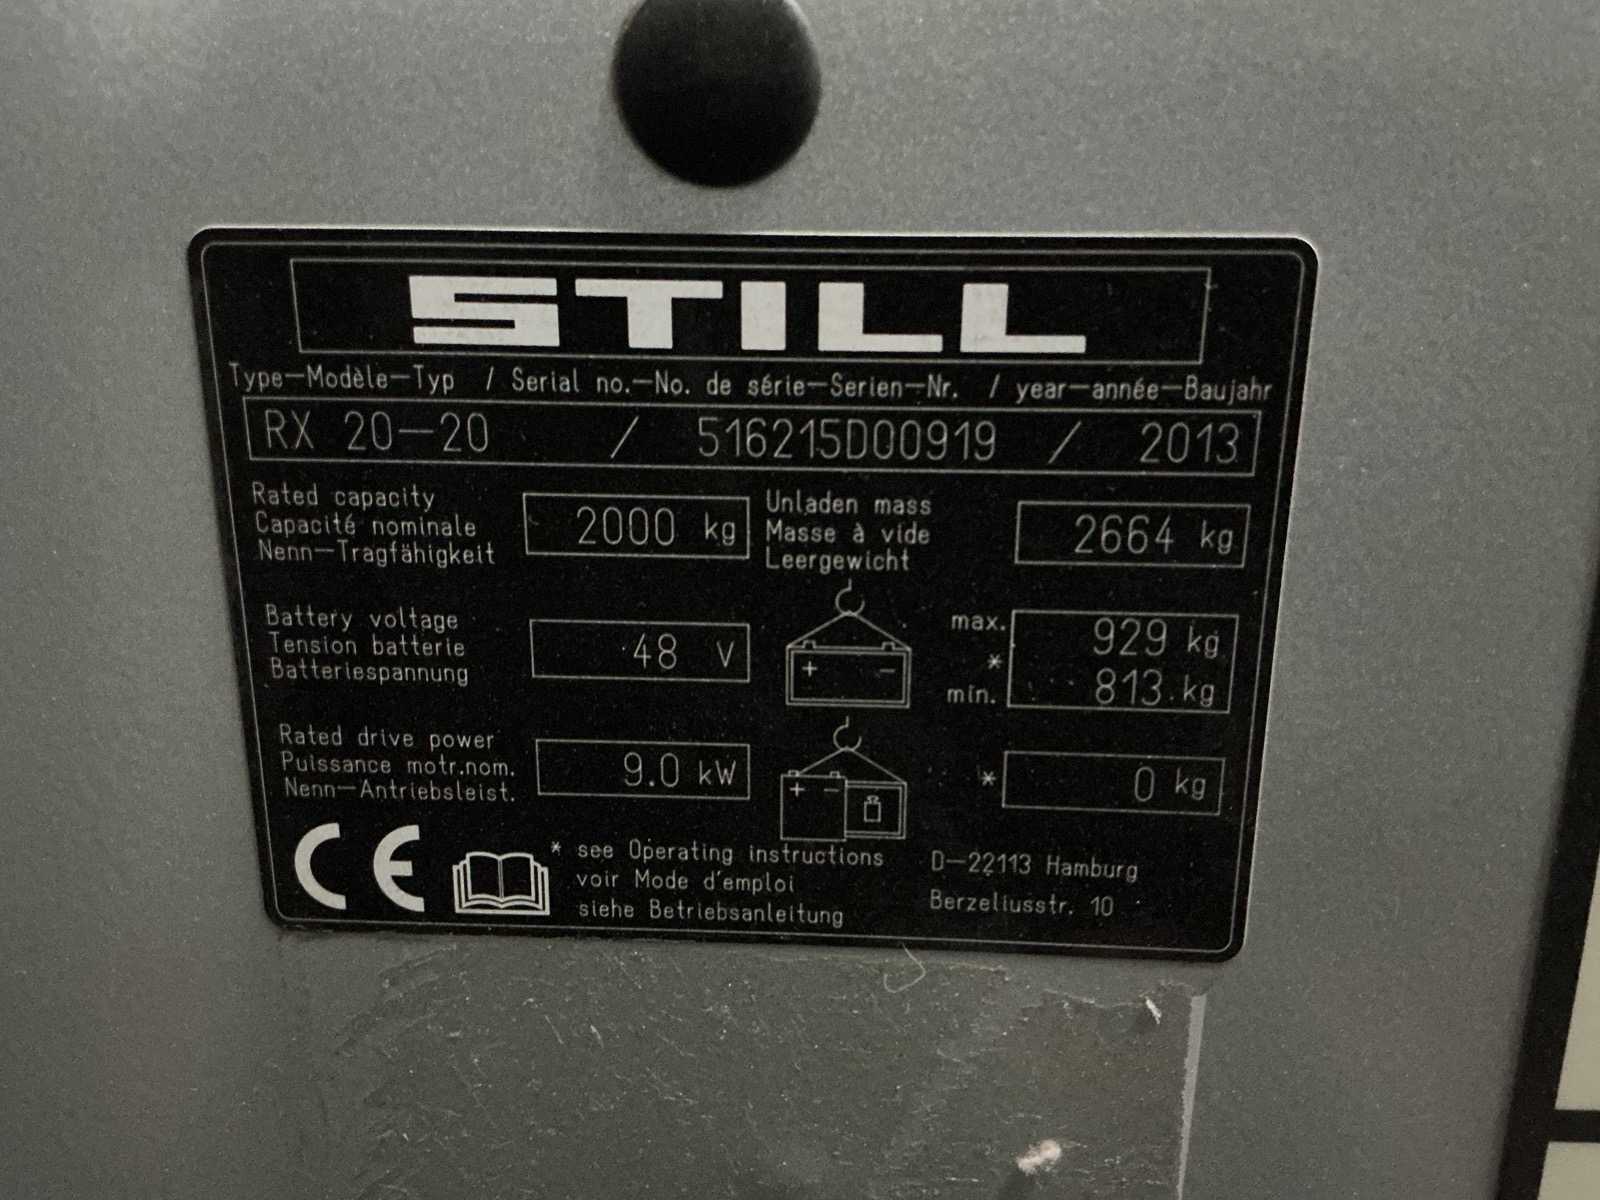 STILL
Type-Modèle-Typ / Serial no.-No. de série-Serien-Nr. / year-année-Baujahr
RX 20-20 / 516215D00919 / 2013
Rated capacity
Capacité nominale
Nenn-Tragfähigkeit
2000 kg
Unladen mass
Masse à vide
Leergewicht
2664 kg
Battery voltage
Tension batterie
Batteriespannung
48 V
+ -
max. 929 kg
*
min. 813 kg
Rated drive power
Puissance motr.nom.
Nenn-Antriebsleist.
9.0 kW
+ -
* 0 kg
CE
* see Operating instructions
voir Mode d'emploi
siehe Betriebsanleitung
D-22113 Hamburg
Berzeliusstr. 10